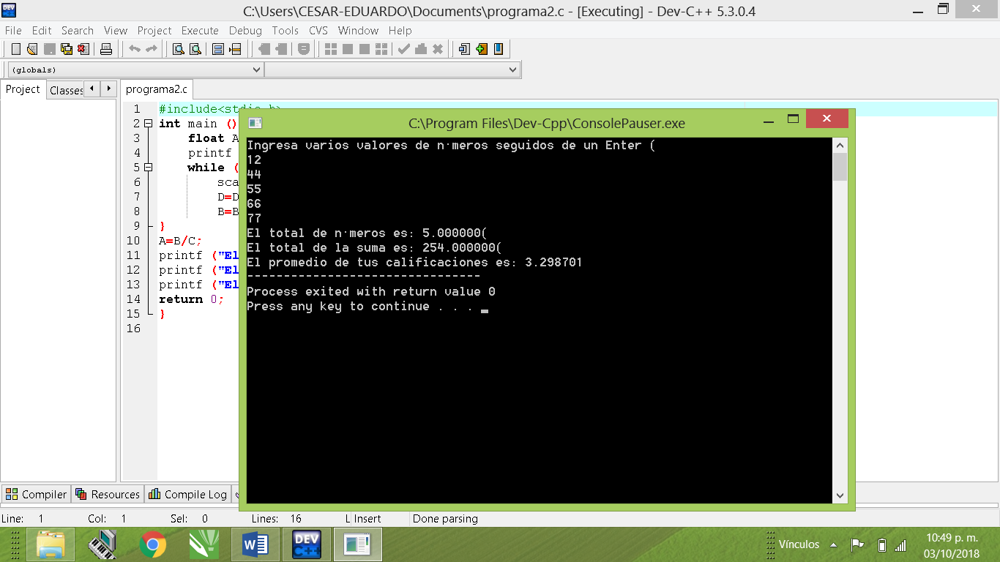 C:\Users\CESAR-EDUARDO\Documents\programa2.c - [Executing] - Dev-C++ 5.3.0.4
File Edit Search View Project Execute Debug Tools CVS Window Help
(globals)
Project Classes programa2.c
1 #include<stdio.h>
2 int main ()
3 float A
4 printf
5 while (
6 sca
7 D=D
8 B=B
9 }
10 A=B/C;
11 printf ("El
12 printf ("El
13 printf ("El
14 return 0;
15 }
16
C:\Program Files\Dev-Cpp\ConsolePauser.exe
Ingresa varios valores de n·meros seguidos de un Enter (
12
44
55
66
77
El total de n·meros es: 5.000000(
El total de la suma es: 254.000000(
El promedio de tus calificaciones es: 3.298701
--------------------------------
Process exited with return value 0
Press any key to continue . . .
Compiler Resources Compile Log
Line: 1 Col: 1 Sel: 0 Lines: 16 L Insert Done parsing
DEV C++
Vínculos
10:49 p. m.
03/10/2018